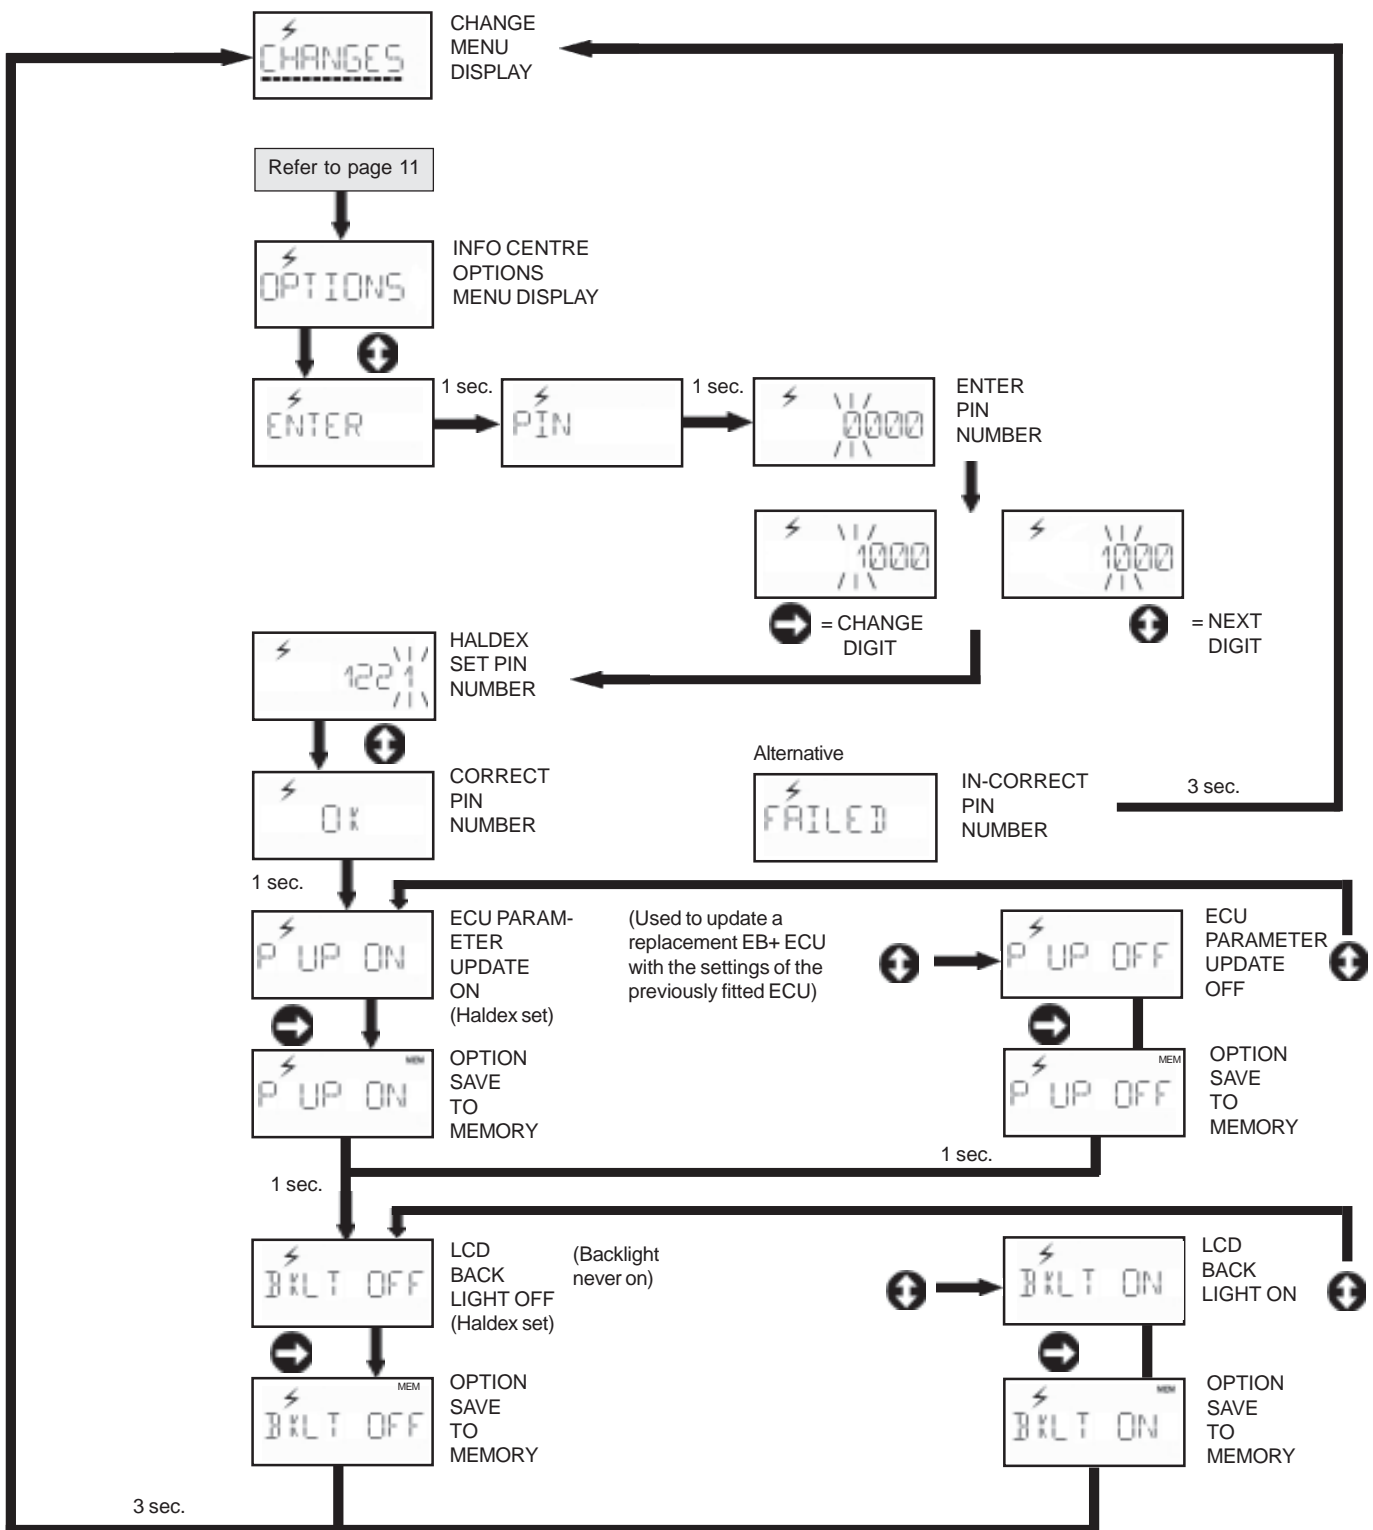 CHANGES
CHANGE
MENU
DISPLAY
Refer to page 11
OPTIONS
INFO CENTRE
OPTIONS
MENU DISPLAY
ENTER
1 sec.
PIN
1 sec.
0000
ENTER
PIN
NUMBER
1000
1000
= CHANGE
DIGIT
= NEXT
DIGIT
1221
HALDEX
SET PIN
NUMBER
OK
CORRECT
PIN
NUMBER
Alternative
FAILED
IN-CORRECT
PIN
NUMBER
3 sec.
1 sec.
P UP ON
ECU PARAM-
ETER
UPDATE
ON
(Haldex set)
(Used to update a
replacement EB+ ECU
with the settings of the
previously fitted ECU)
P UP OFF
ECU
PARAMETER
UPDATE
OFF
MEM
P UP ON
OPTION
SAVE
TO
MEMORY
MEM
P UP OFF
OPTION
SAVE
TO
MEMORY
1 sec.
1 sec.
BKLT OFF
LCD
BACK
LIGHT OFF
(Haldex set)
(Backlight
never on)
BKLT ON
LCD
BACK
LIGHT ON
MEM
BKLT OFF
OPTION
SAVE
TO
MEMORY
MEM
BKLT ON
OPTION
SAVE
TO
MEMORY
3 sec.